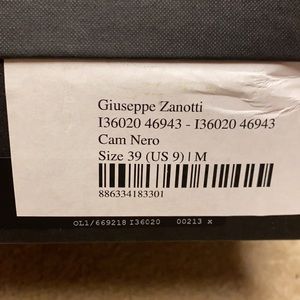 Giuseppe Zanotti
I36020 46943 - I36020 46943
Cam Nero
Size 39 (US 9) | M
886334183301
OL1/669218 I36020 00213 x